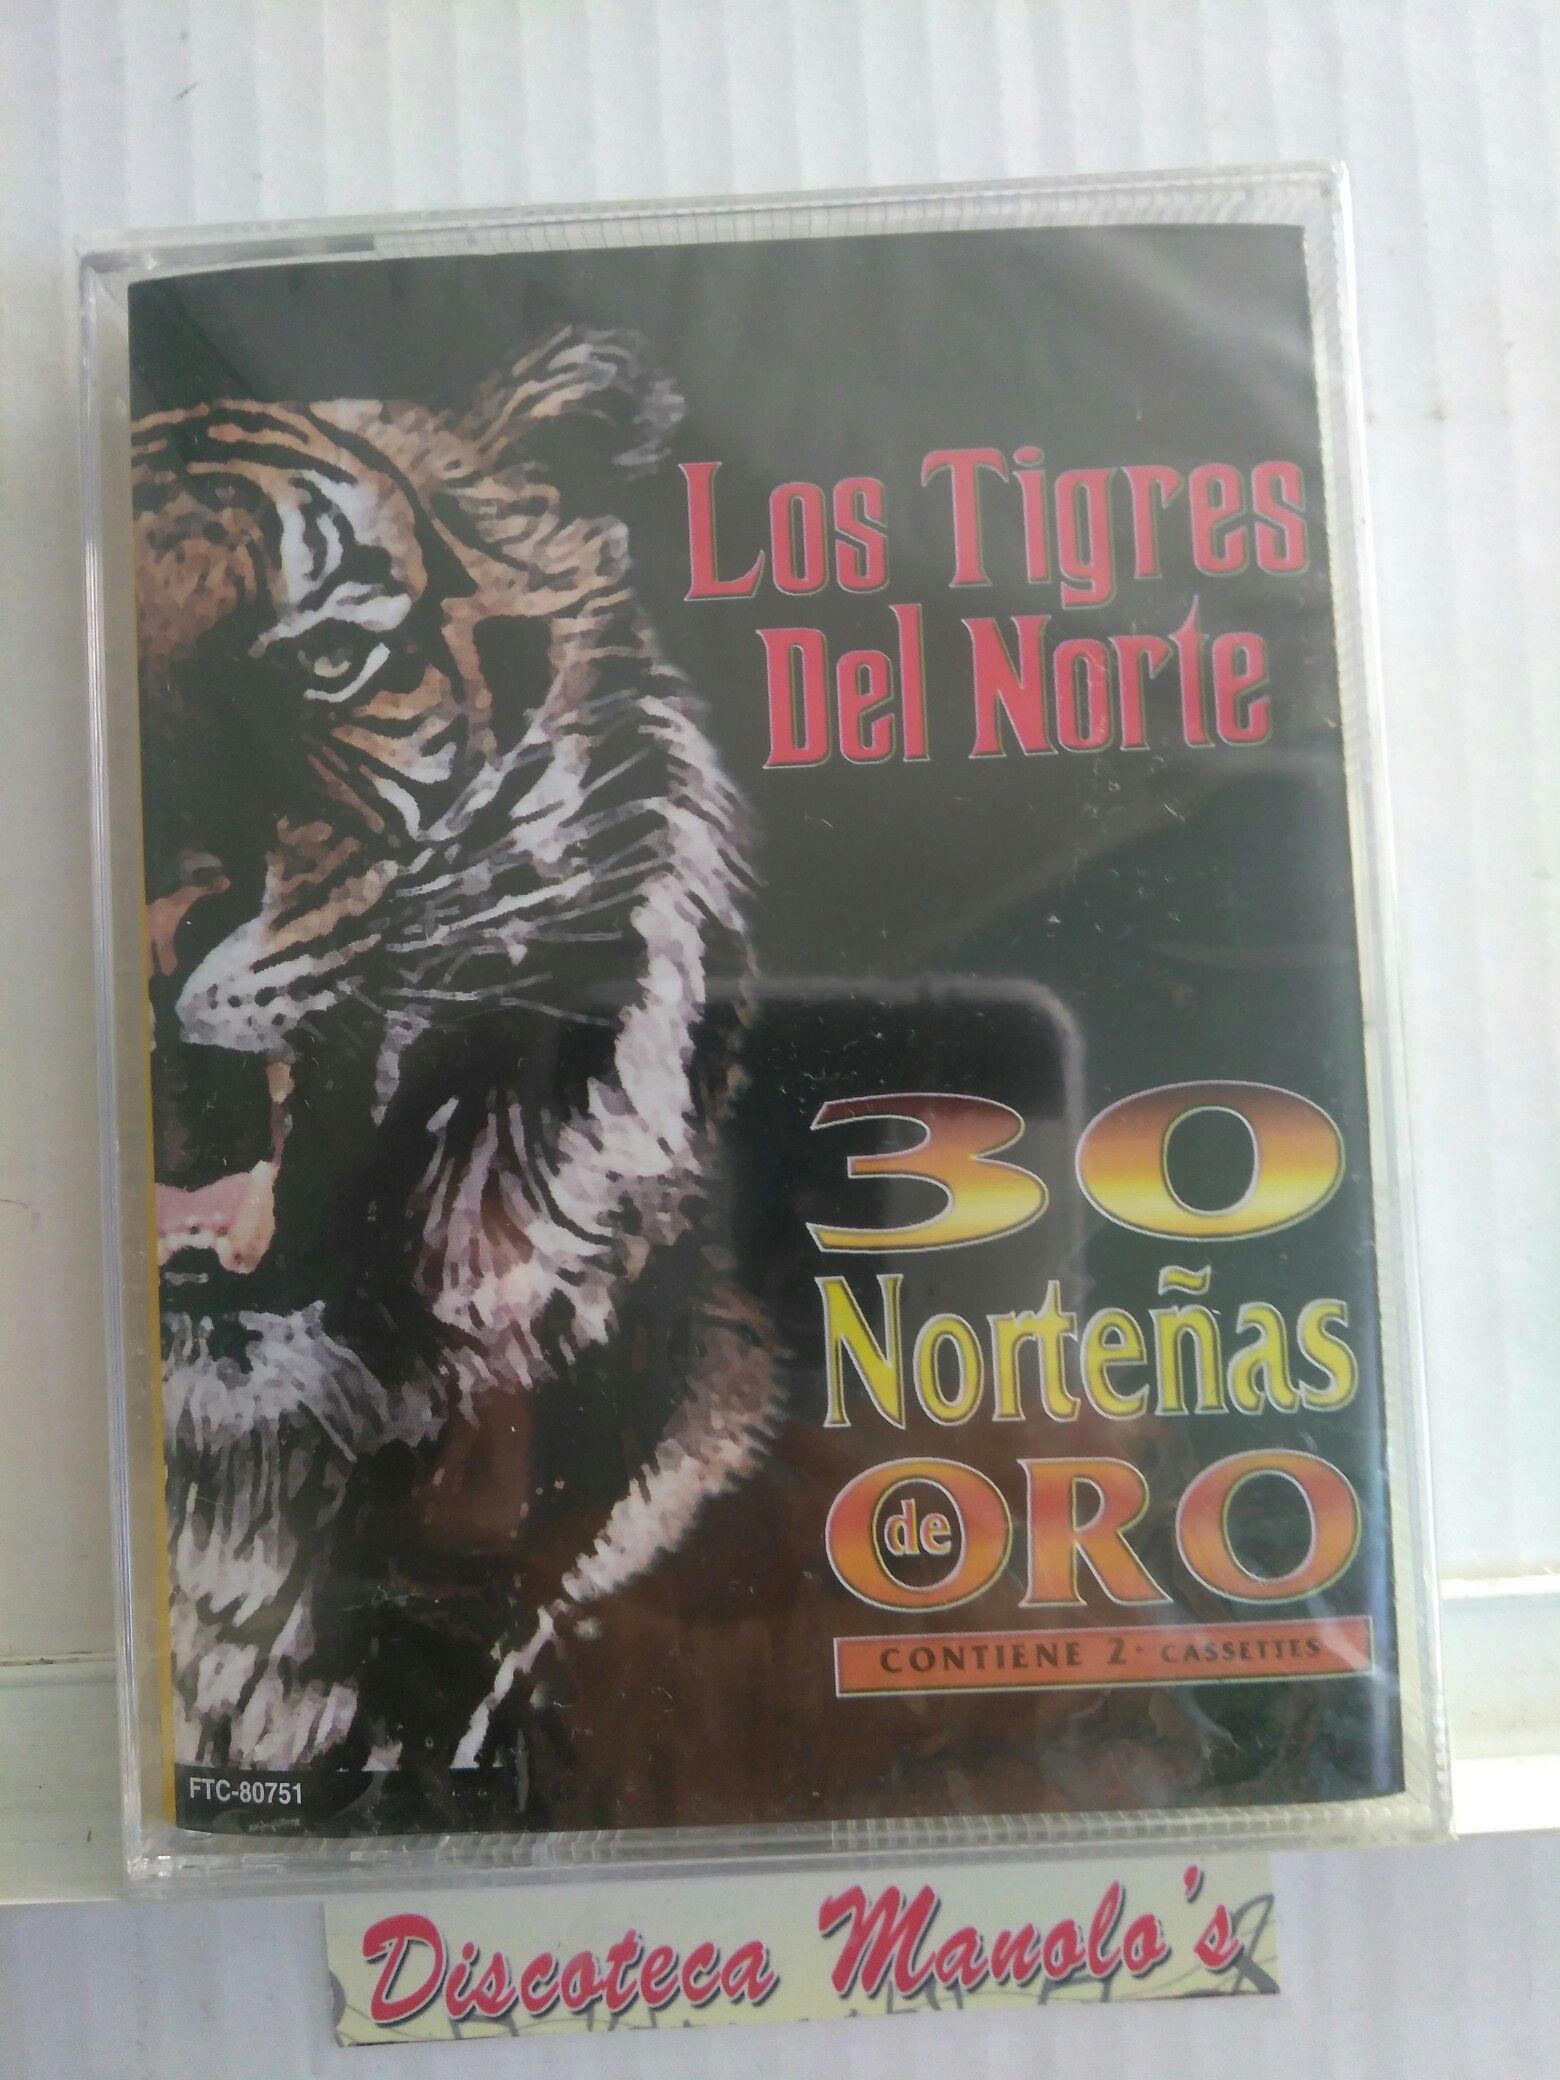 Los Tigres
Del Norte
30
Norteñas
de ORO
CONTIENE 2 · CASSETTES
FTC-80751
Discoteca Manolo's